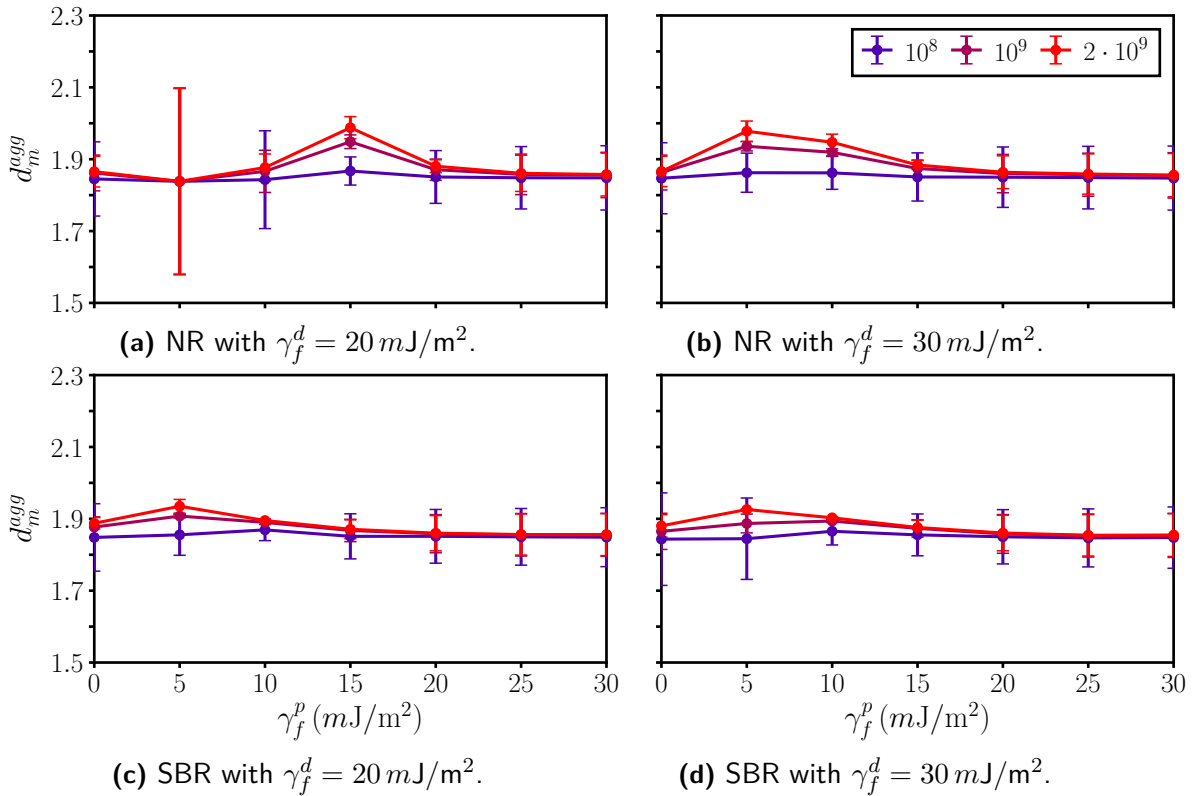 2.3
2.1
1.9
1.7
1.5
d_m^{agg}
10^8 10^9 2 · 10^9
(a) NR with γ_f^d = 20 mJ/m².
(b) NR with γ_f^d = 30 mJ/m².
2.3
2.1
1.9
1.7
1.5
d_m^{agg}
0 5 10 15 20 25 30
0 5 10 15 20 25 30
γ_f^p (mJ/m²)
γ_f^p (mJ/m²)
(c) SBR with γ_f^d = 20 mJ/m².
(d) SBR with γ_f^d = 30 mJ/m².